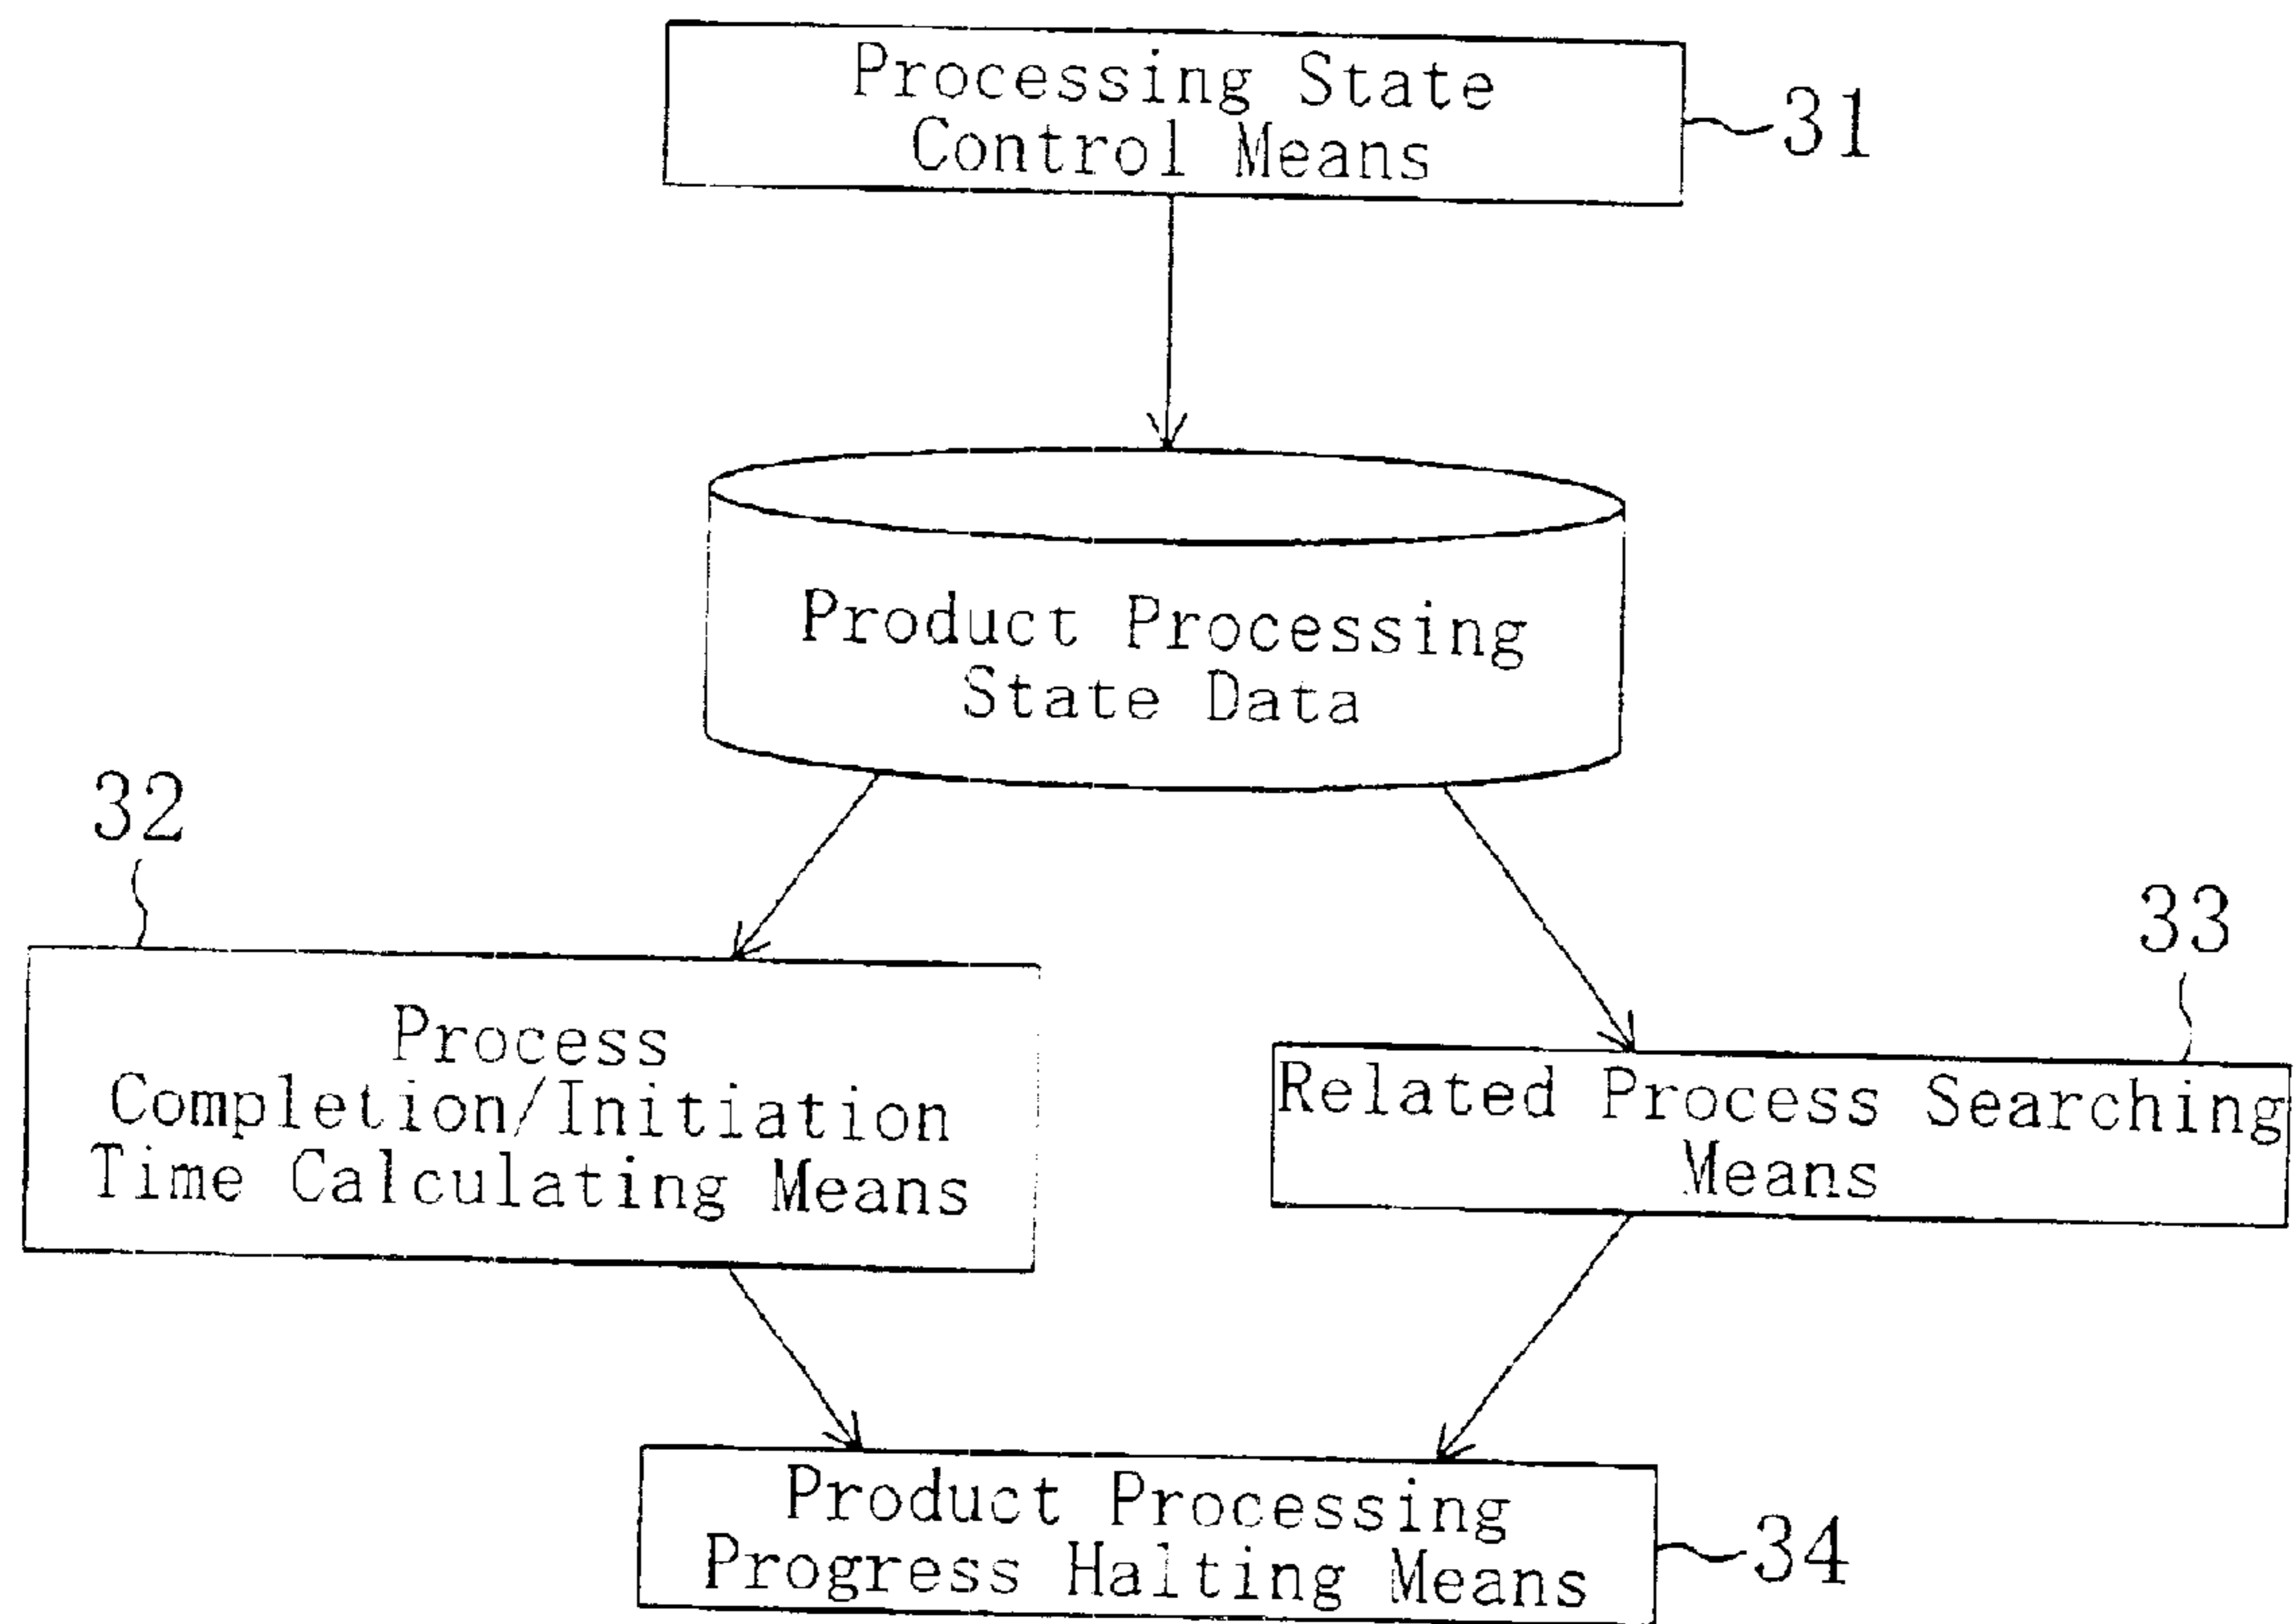 Processing State
Control Means
31
Product Processing
State Data
32
33
Process
Completion/Initiation
Time Calculating Means
Related Process Searching
Means
Product Processing
Progress Halting Means
34